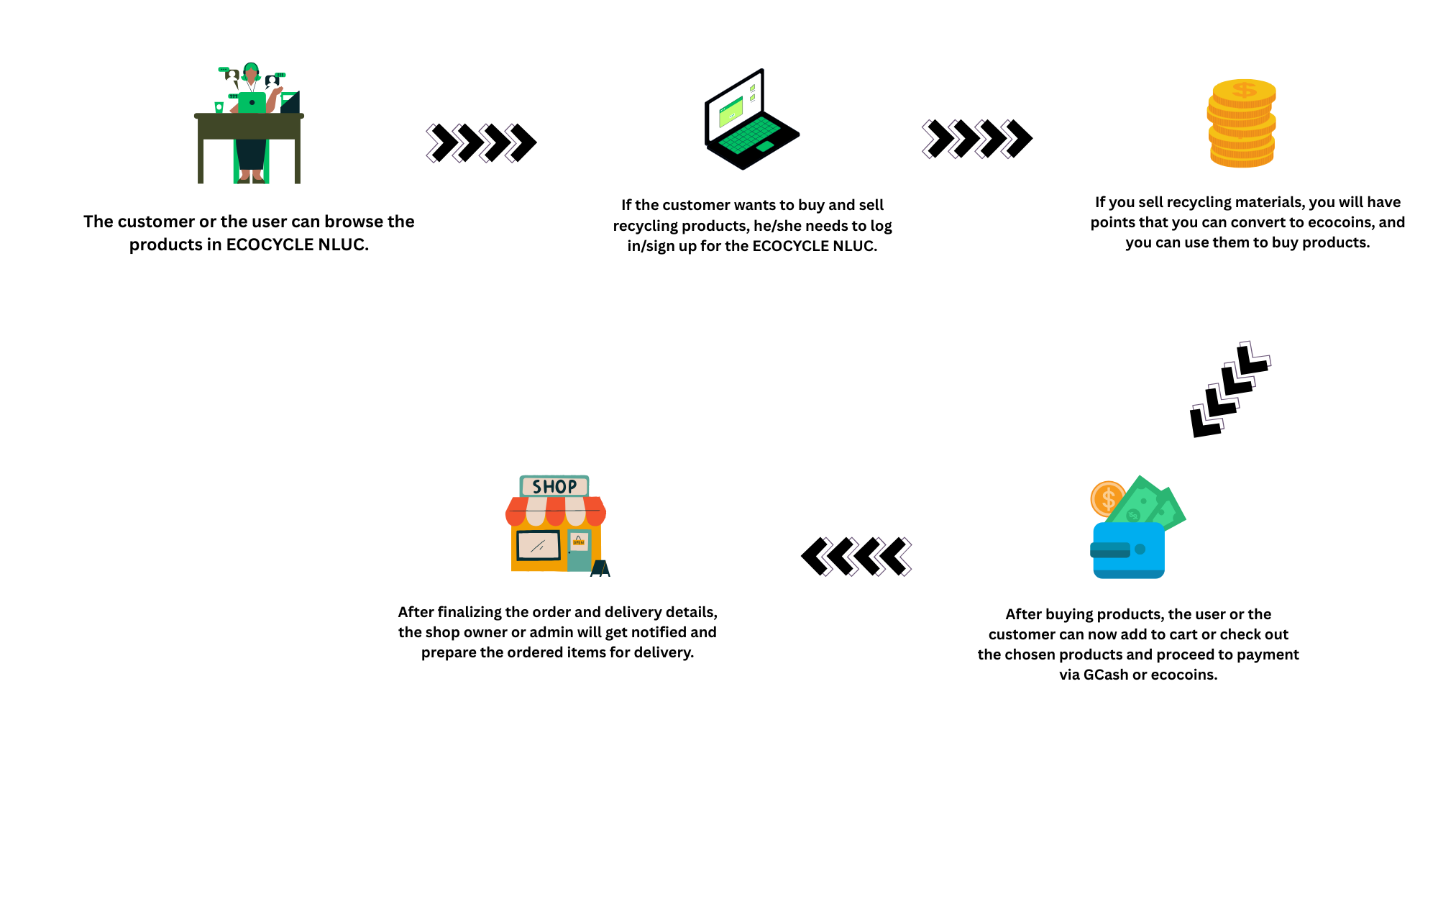 The customer or the user can browse the
products in ECOCYCLE NLUC.
If the customer wants to buy and sell
recycling products, he/she needs to log
in/sign up for the ECOCYCLE NLUC.
If you sell recycling materials, you will have
points that you can convert to ecocoins, and
you can use them to buy products.
SHOP
After finalizing the order and delivery details,
the shop owner or admin will get notified and
prepare the ordered items for delivery.
After buying products, the user or the
customer can now add to cart or check out
the chosen products and proceed to payment
via GCash or ecocoins.